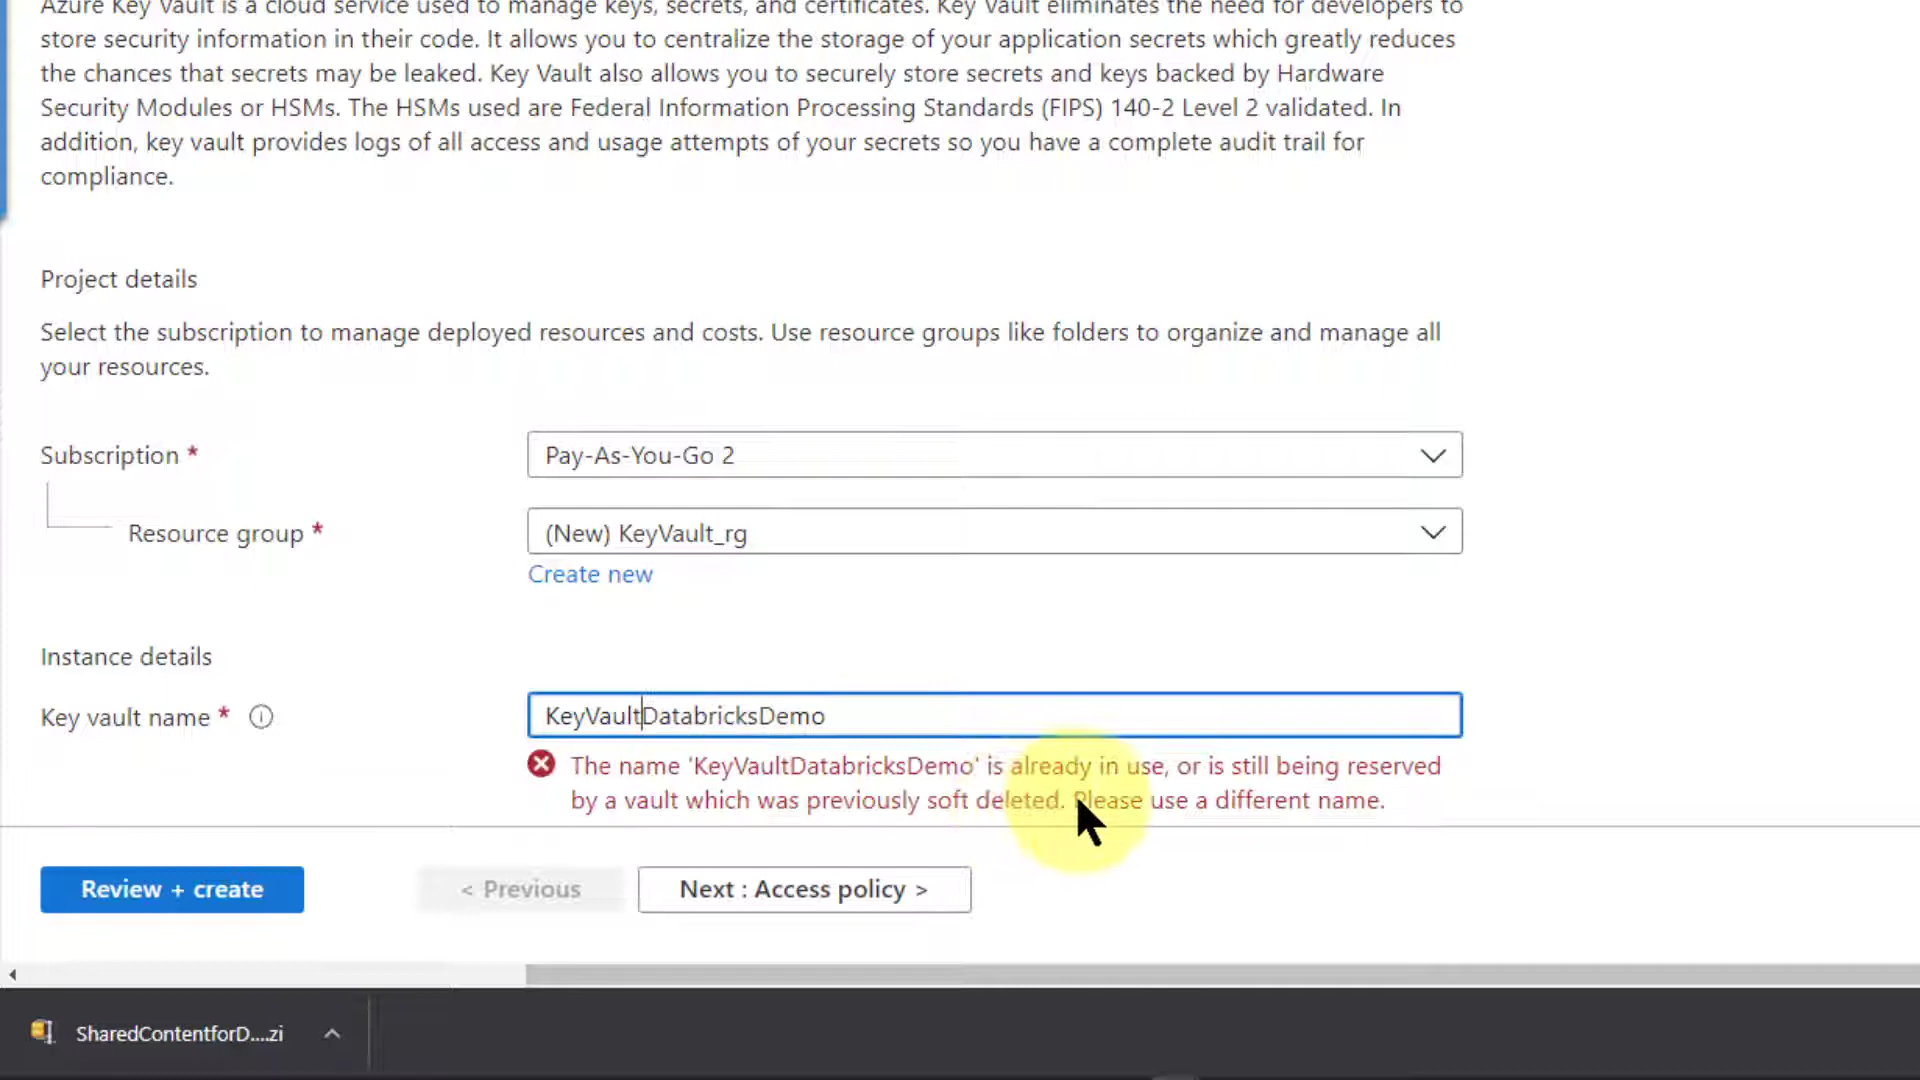 Azure Key Vault is a cloud service used to manage keys, secrets, and certificates. Key Vault eliminates the need for developers to
store security information in their code. It allows you to centralize the storage of your application secrets which greatly reduces
the chances that secrets may be leaked. Key Vault also allows you to securely store secrets and keys backed by Hardware
Security Modules or HSMs. The HSMs used are Federal Information Processing Standards (FIPS) 140-2 Level 2 validated. In
addition, key vault provides logs of all access and usage attempts of your secrets so you have a complete audit trail for
compliance.
Project details
Select the subscription to manage deployed resources and costs. Use resource groups like folders to organize and manage all
your resources.
Subscription *
Pay-As-You-Go 2
Resource group *
(New) KeyVault_rg
Create new
Instance details
Key vault name *
KeyVaultDatabricksDemo
The name 'KeyVaultDatabricksDemo' is already in use, or is still being reserved
by a vault which was previously soft deleted. Please use a different name.
Review + create
< Previous
Next : Access policy >
SharedContentforD....zi